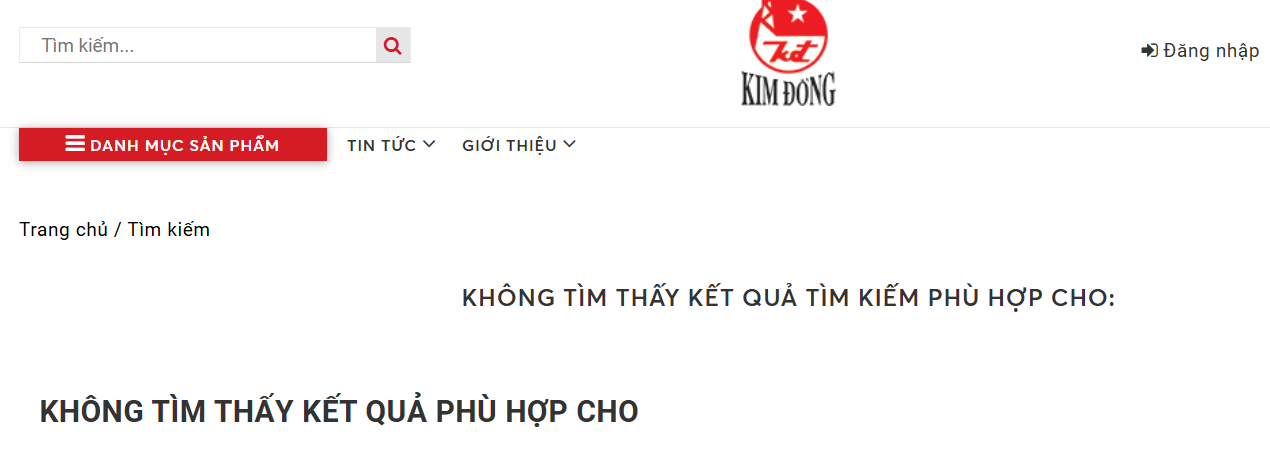 Tìm kiếm...
kđ
KIM ĐỒNG
Đăng nhập
DANH MỤC SẢN PHẨM
TIN TỨC
GIỚI THIỆU
Trang chủ / Tìm kiếm
KHÔNG TÌM THẤY KẾT QUẢ TÌM KIẾM PHÙ HỢP CHO:
KHÔNG TÌM THẤY KẾT QUẢ PHÙ HỢP CHO